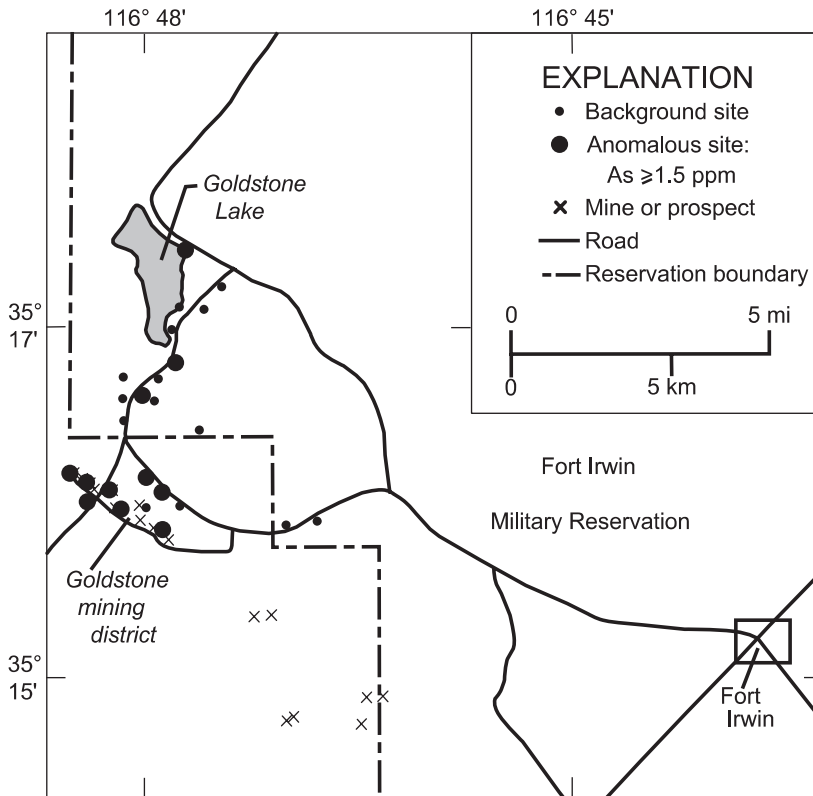 116° 48'
116° 45'
EXPLANATION
Background site
Anomalous site:
As ⩾1.5 ppm
Mine or prospect
Road
Reservation boundary
0
5 mi
0
5 km
Goldstone
Lake
35°
17'
Fort Irwin
Military Reservation
Goldstone
mining
district
35°
15'
Fort
Irwin